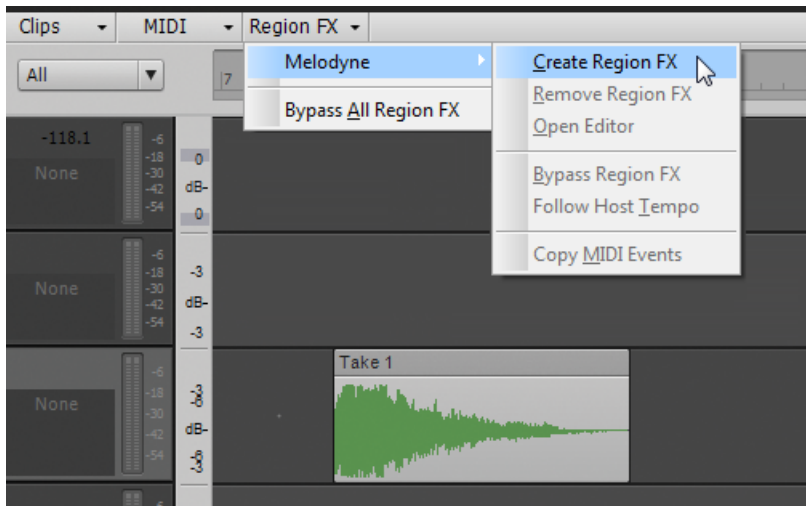 Clips MIDI Region FX
All 7 Melodyne Create Region FX
Remove Region FX
Bypass All Region FX Open Editor
Bypass Region FX
Follow Host Tempo
Copy MIDI Events
-118.1
None
-6
-18
-30
-42
-54
0
dB-
0
None
-6
-18
-30
-42
-54
-3
dB-
-3
Take 1
None
-6
-18
-30
-42
-54
dB-
-6